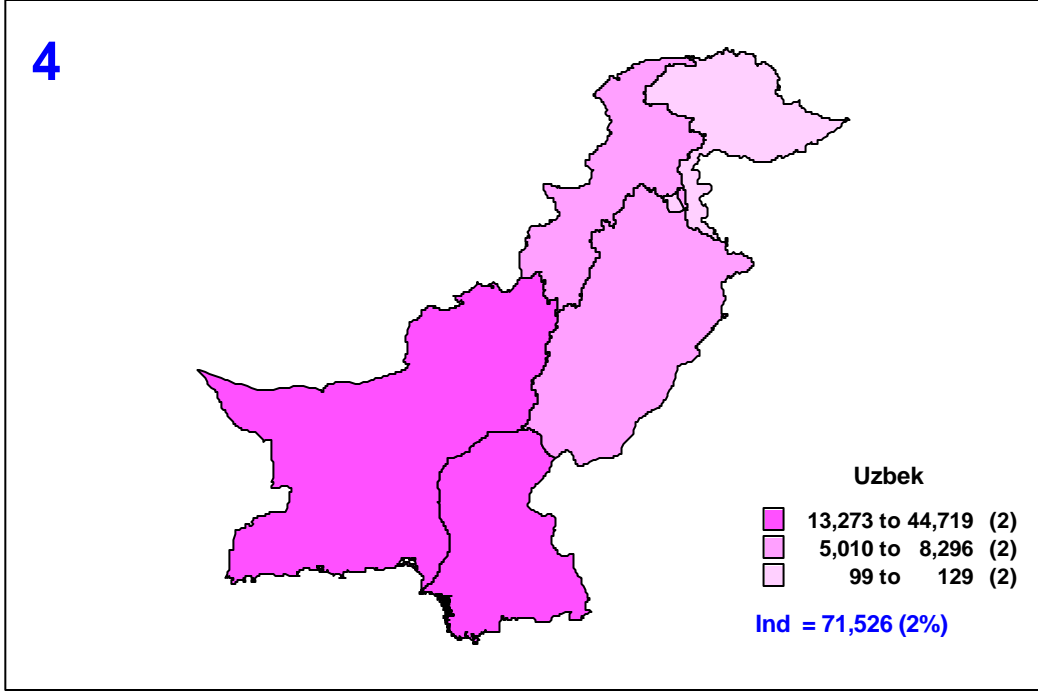 4
Uzbek
13,273 to 44,719 (2)
5,010 to 8,296 (2)
99 to 129 (2)
Ind = 71,526 (2%)